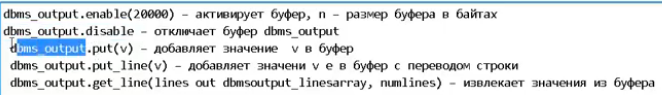 dbms_output.enable(20000) – активирует буфер, n – размер буфера в байтах
dbms_output.disable – отключает буфер dbms_output
dbms_output.put(v) – добавляет значение v в буфер
dbms_output.put_line(v) – добавляет значени v е в буфер с переводом строки
dbms_output.get_line(lines out dbmsoutput_linesarray, numlines) – извлекает значения из буфера